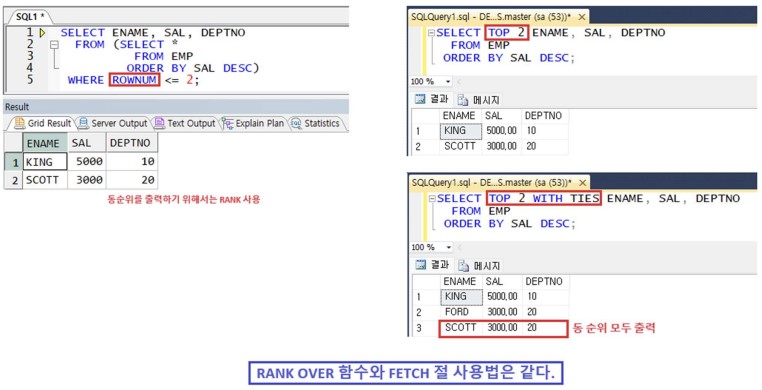 SQL1 *
1 SELECT ENAME, SAL, DEPTNO
2 FROM (SELECT *
3 FROM EMP
4 ORDER BY SAL DESC)
5 WHERE ROWNUM <= 2;
Result
Grid Result Server Output Text Output Explain Plan Statistics
ENAME SAL DEPTNO
1 KING 5000 10
2 SCOTT 3000 20
동순위를 출력하기 위해서는 RANK 사용
SQLQuery1.sql - DE...S.master (sa (53))* ×
SELECT TOP 2 ENAME, SAL, DEPTNO
FROM EMP
ORDER BY SAL DESC;
100 %
결과 메시지
ENAME SAL DEPTNO
1 KING 5000,00 10
2 SCOTT 3000,00 20
SQLQuery1.sql - DE...S.master (sa (53))* ×
SELECT TOP 2 WITH TIES ENAME, SAL, DEPTNO
FROM EMP
ORDER BY SAL DESC;
100 %
결과 메시지
ENAME SAL DEPTNO
1 KING 5000,00 10
2 FORD 3000,00 20
3 SCOTT 3000,00 20
동 순위 모두 출력
RANK OVER 함수와 FETCH 절 사용법은 같다.